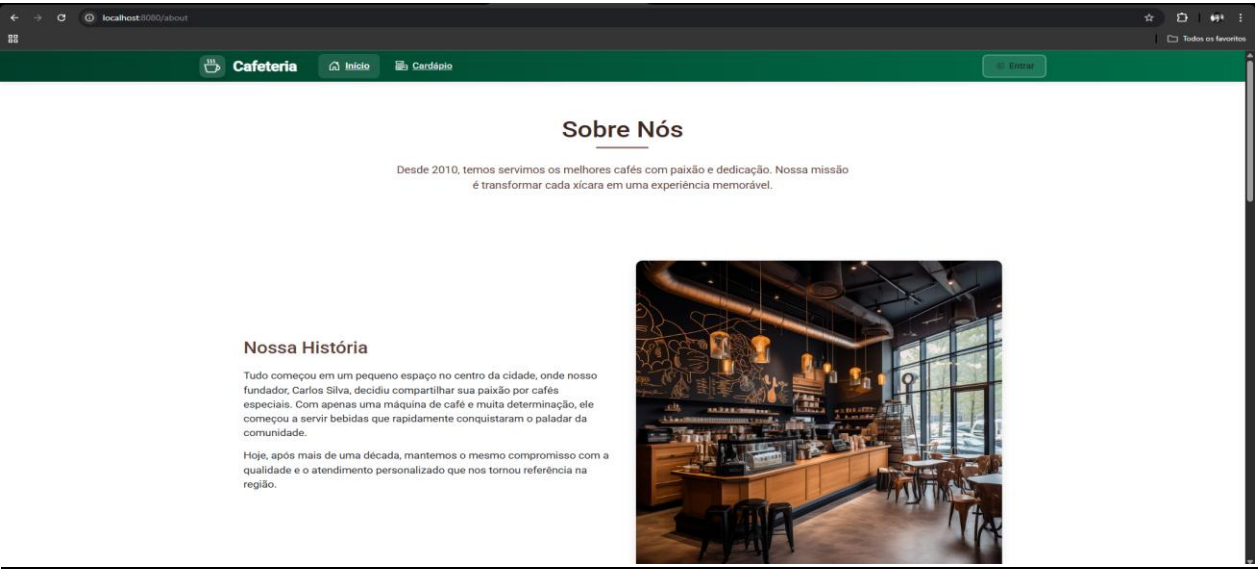 localhost:8080/about
Todos os favoritos
Cafeteria Início Cardápio Entrar
Sobre Nós
Desde 2010, temos servimos os melhores cafés com paixão e dedicação. Nossa missão
é transformar cada xícara em uma experiência memorável.
Nossa História
Tudo começou em um pequeno espaço no centro da cidade, onde nosso
fundador, Carlos Silva, decidiu compartilhar sua paixão por cafés
especiais. Com apenas uma máquina de café e muita determinação, ele
começou a servir bebidas que rapidamente conquistaram o paladar da
comunidade.
Hoje, após mais de uma década, mantemos o mesmo compromisso com a
qualidade e o atendimento personalizado que nos tornou referência na
região.